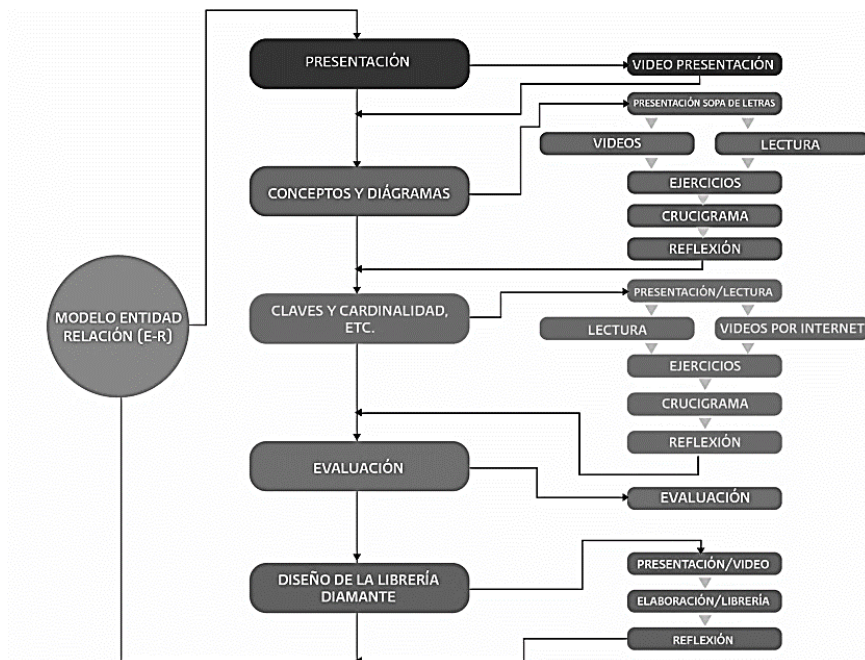 PRESENTACIÓN
VIDEO PRESENTACIÓN
PRESENTACIÓN SOPA DE LETRAS
VIDEOS
LECTURA
CONCEPTOS Y DIÁGRAMAS
EJERCICIOS
CRUCIGRAMA
REFLEXIÓN
MODELO ENTIDAD
RELACIÓN (E-R)
CLAVES Y CARDINALIDAD,
ETC.
PRESENTACIÓN/LECTURA
LECTURA
VIDEOS POR INTERNET
EJERCICIOS
CRUCIGRAMA
REFLEXIÓN
EVALUACIÓN
EVALUACIÓN
DISEÑO DE LA LIBRERÍA
DIAMANTE
PRESENTACIÓN/VIDEO
ELABORACIÓN/LIBRERÍA
REFLEXIÓN